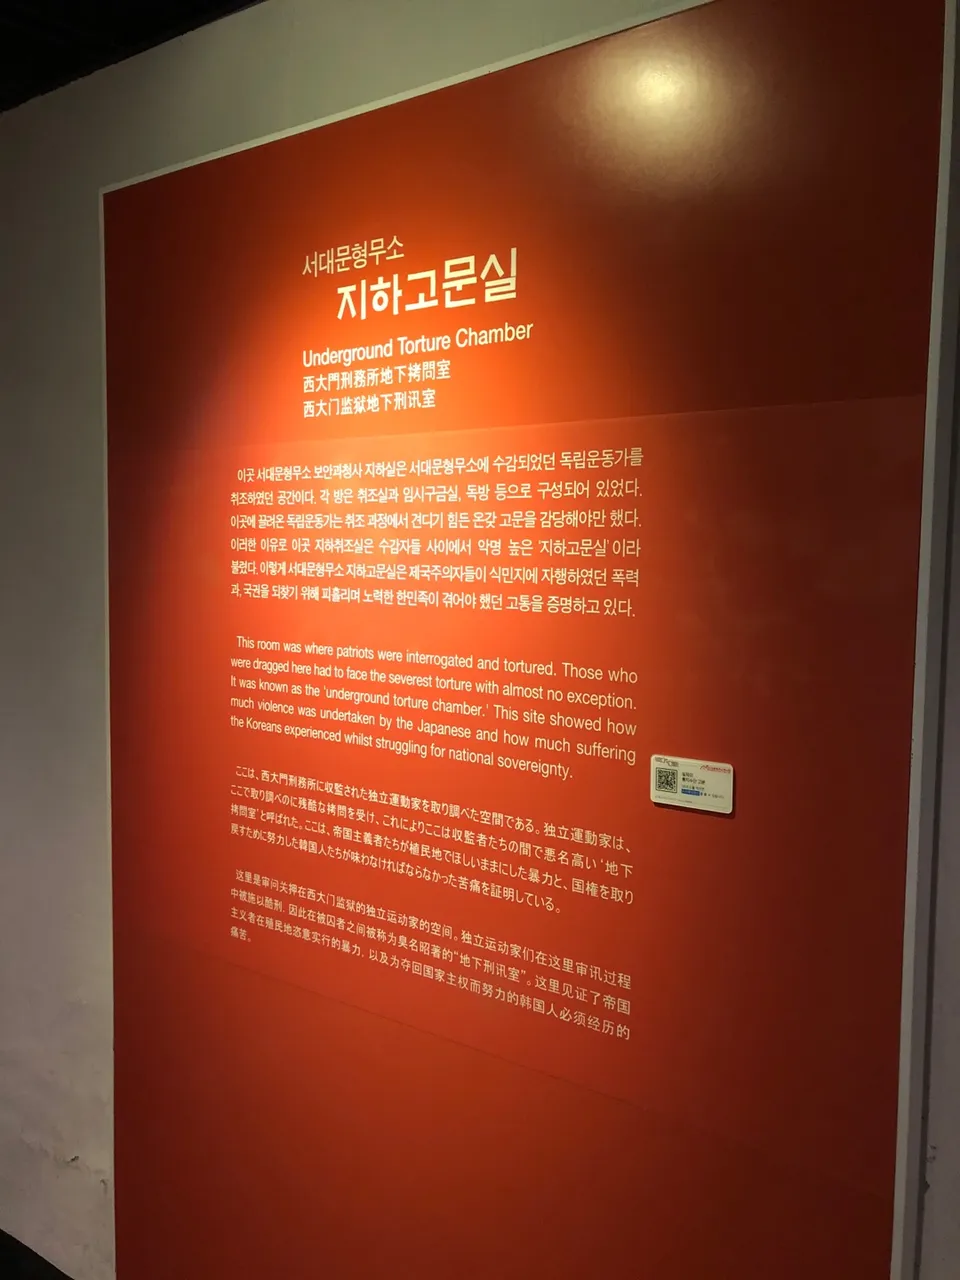 서대문형무소
지하고문실
Underground Torture Chamber
西大門刑務所地下拷問室
西大门监狱地下刑讯室
이곳 서대문형무소 보안과청사 지하실은 서대문형무소에 수감되었던 독립운동가를
취조하였던 공간이다. 각 방은 취조실과 임시구금실, 독방 등으로 구성되어 있었다.
이곳에 끌려온 독립운동가는 취조 과정에서 견디기 힘든 온갖 고문을 감당해야만 했다.
이러한 이유로 이곳 지하취조실은 수감자들 사이에서 악명 높은 '지하고문실'이라
불렸다. 이렇게 서대문형무소 지하고문실은 제국주의자들이 식민지에 자행하였던 폭력
과, 국권을 되찾기 위해 피흘리며 노력한 한민족이 겪어야 했던 고통을 증명하고 있다.
This room was where patriots were interrogated and tortured. Those who
were dragged here had to face the severest torture with almost no exception.
It was known as the 'underground torture chamber.' This site showed how
much violence was undertaken by the Japanese and how much suffering
the Koreans experienced whilst struggling for national sovereignty.
ここは、西大門刑務所に収監された独立運動家を取り調べた空間である。独立運動家は、
ここで取り調べのに残酷な拷問を受け、これによりここは収監者たちの間で悪名高い '地下
拷問室'と呼ばれた。ここは、帝国主義者たちが植民地でほしいままにした暴力と、国権を取り
戻すために努力した韓国人たちが味わなければならなかった苦痛を証明している。
这里是审问关押在西大门监狱的独立运动家的空间。独立运动家们在这里审讯过程
中被施以酷刑, 因此在被囚者之间被称为臭名昭著的“地下刑讯室”。这里见证了帝国
主义者在殖民地恣意实行的暴力, 以及为夺回国家主权而努力的韩国人必须经历的
痛苦。